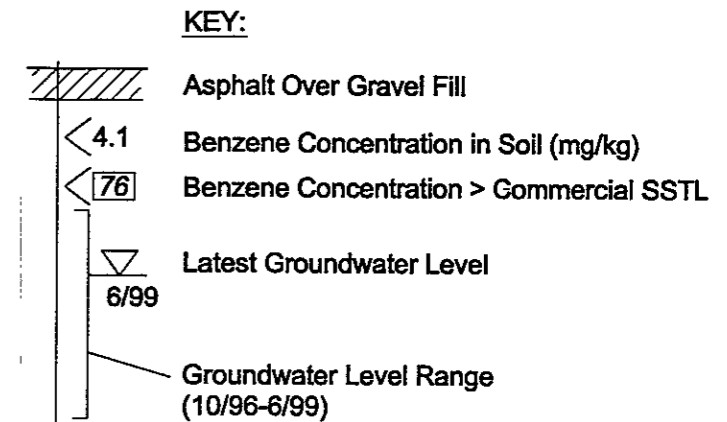 KEY:
Asphalt Over Gravel Fill
4.1 Benzene Concentration in Soil (mg/kg)
76 Benzene Concentration > Gommercial SSTL
Latest Groundwater Level
6/99
Groundwater Level Range
(10/96-6/99)